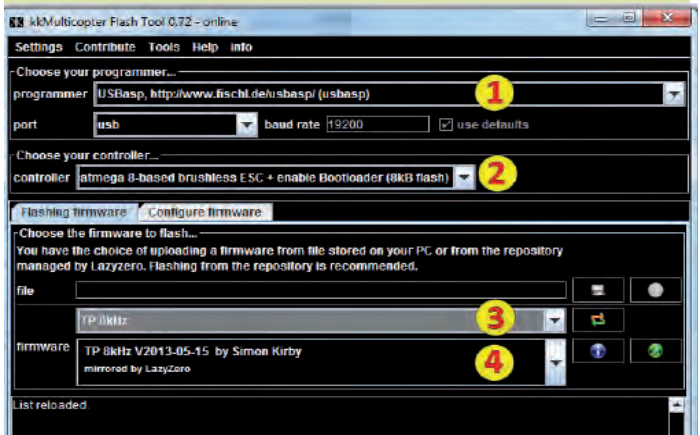 kkMulticopter Flash Tool 0.72 - online
Settings Contribute Tools Help Info
Choose your programmer...
programmer USBasp, http://www.fischl.de/usbasp/ (usbasp) 1
port usb baud rate 19200 use defaults
Choose your controller...
controller atmega 8-based brushless ESC + enable Bootloader (8kB flash) 2
Flashing firmware Configure firmware
Choose the firmware to flash...
You have the choice of uploading a firmware from file stored on your PC or from the repository
managed by Lazyzero. Flashing from the repository is recommended.
file
TP 8kHz 3
firmware TP 8kHz V2013-05-15 by Simon Kirby
mirrored by LazyZero 4
List reloaded.